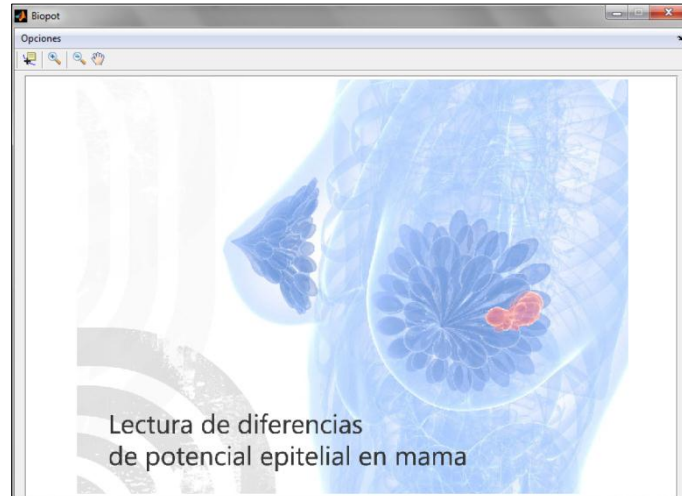 Biopot
Opciones
Lectura de diferencias
de potencial epitelial en mama